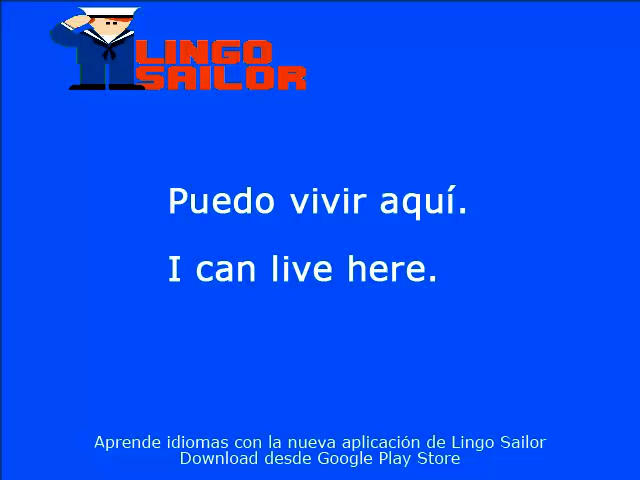 LINGO
SAILOR
Puedo vivir aquí.
I can live here.
Aprende idiomas con la nueva aplicación de Lingo Sailor
Download desde Google Play Store